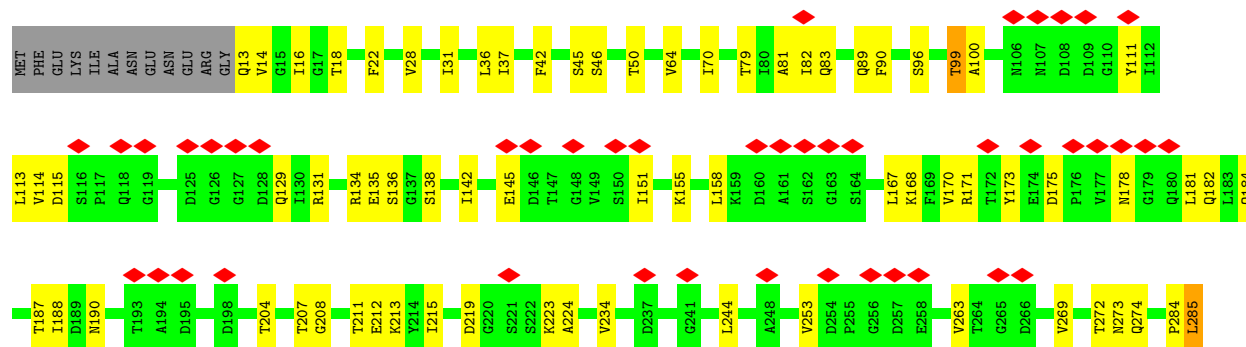 MET PHE GLU LYS ILE ALA ASN GLU ASN GLU ARG GLY Q13 V14 G15 I16 G17 T18 F22 V28 I31 L36 I37 F42 S45 S46 T50 V64 I70 T79 I80 A81 I82 Q83 Q89 F90 S96 T99 A100 N106 N107 D108 D109 G110 Y111 I112
L113 V114 D115 S116 P117 Q118 G119 D125 G126 G127 D128 Q129 I130 R131 R134 E135 S136 G137 S138 I142 E145 D146 T147 G148 V149 S150 I151 K155 L158 K159 D160 A161 S162 G163 S164 L167 K168 F169 V170 R171 T172 Y173 E174 D175 P176 V177 N178 G179 Q180 L181 Q182 L183
T187 I188 D189 N190 T193 A194 D195 D198 T204 T207 G208 T211 E212 K213 Y214 I215 D219 G220 S221 S222 K223 A224 V234 D237 G241 L244 A248 V253 D254 P255 G256 D257 E258 V263 T264 G265 D266 V269 T272 N273 Q274 P284 L285